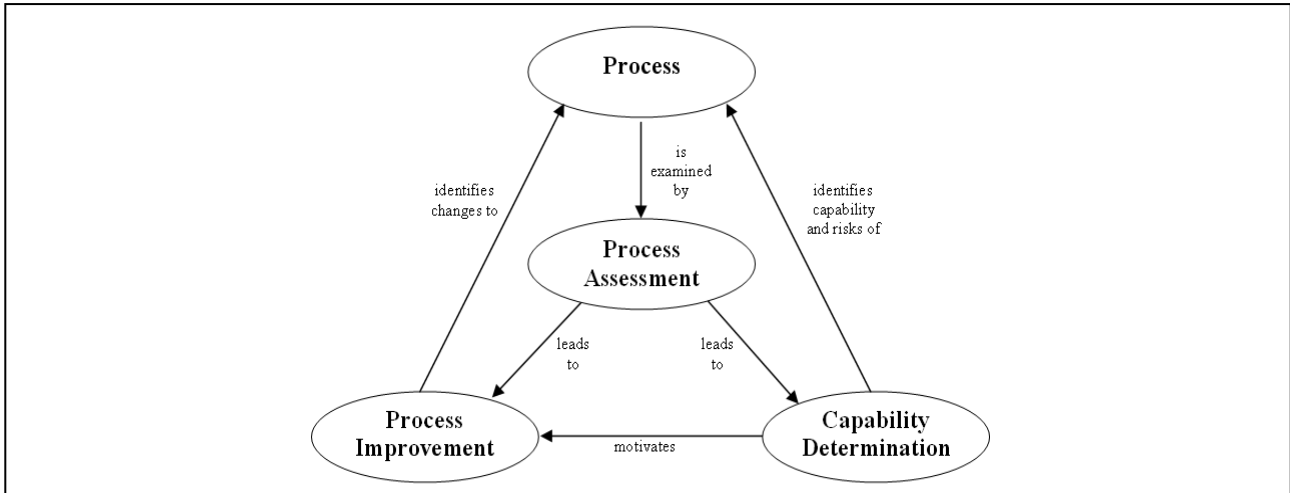 Process
is
examined
by
identifies
changes to
identifies
capability
and risks of
Process
Assessment
leads
to
leads
to
Process
Improvement
motivates
Capability
Determination